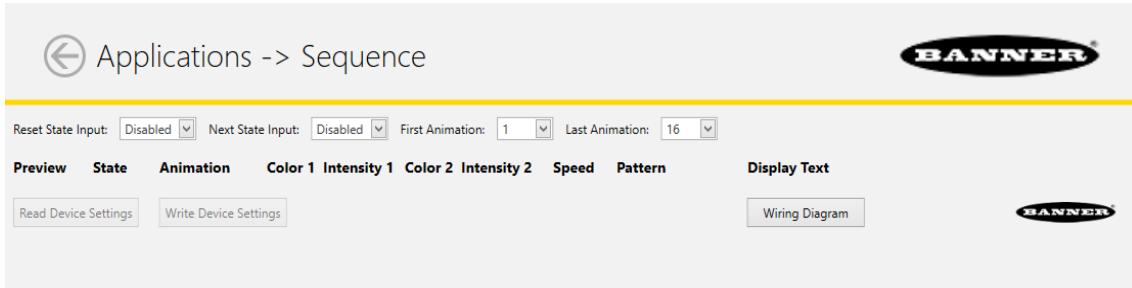 Applications -> Sequence BANNER
Reset State Input: Disabled Next State Input: Disabled First Animation: 1 Last Animation: 16
Preview State Animation Color 1 Intensity 1 Color 2 Intensity 2 Speed Pattern Display Text
Read Device Settings Write Device Settings Wiring Diagram BANNER